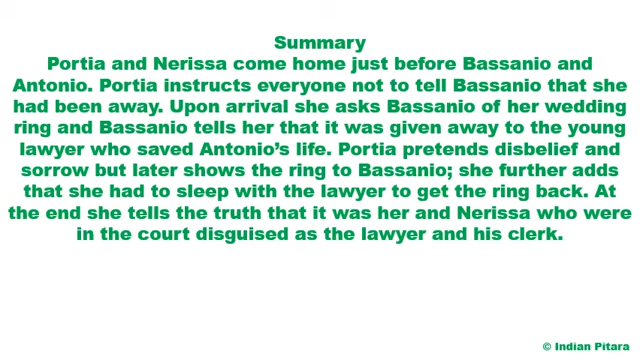 Summary
Portia and Nerissa come home just before Bassanio and
Antonio. Portia instructs everyone not to tell Bassanio that she
had been away. Upon arrival she asks Bassanio of her wedding
ring and Bassanio tells her that it was given away to the young
lawyer who saved Antonio’s life. Portia pretends disbelief and
sorrow but later shows the ring to Bassanio; she further adds
that she had to sleep with the lawyer to get the ring back. At
the end she tells the truth that it was her and Nerissa who were
in the court disguised as the lawyer and his clerk.
© Indian Pitara